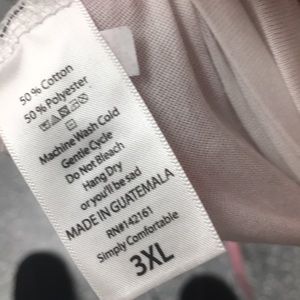 50 % Cotton
50 % Polyester
Machine Wash Cold
Gentle Cycle
Do Not Bleach
Hang Dry
or you'll be sad
MADE IN GUATEMALA
RN#142161
Simply Comfortable
3XL